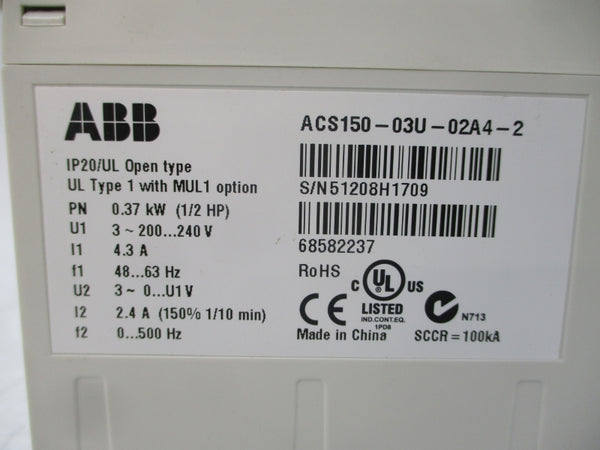 ABB
ACS150-03U-02A4-2
IP20/UL Open type
UL Type 1 with MUL1 option
S/N51208H1709
PN 0.37 kW (1/2 HP)
U1 3~200...240 V
I1 4.3 A
68582237
f1 48...63 Hz
RoHS
C UL US
U2 3~0...U1 V
CE
LISTED
IND.CONT.EQ.
1PD8
N713
I2 2.4 A (150% 1/10 min)
f2 0...500 Hz
Made in China
SCCR = 100kA